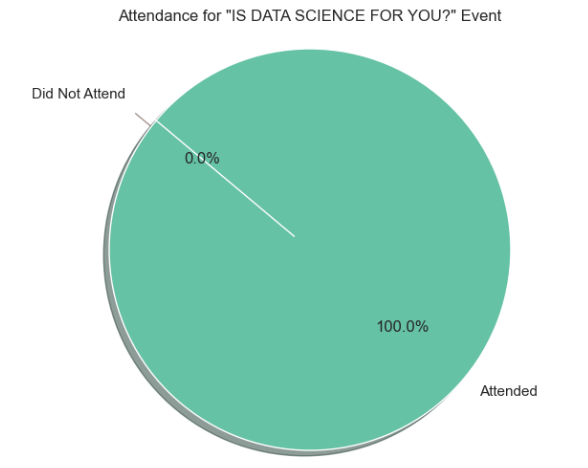 Attendance for "IS DATA SCIENCE FOR YOU?" Event
Did Not Attend
0.0%
100.0%
Attended